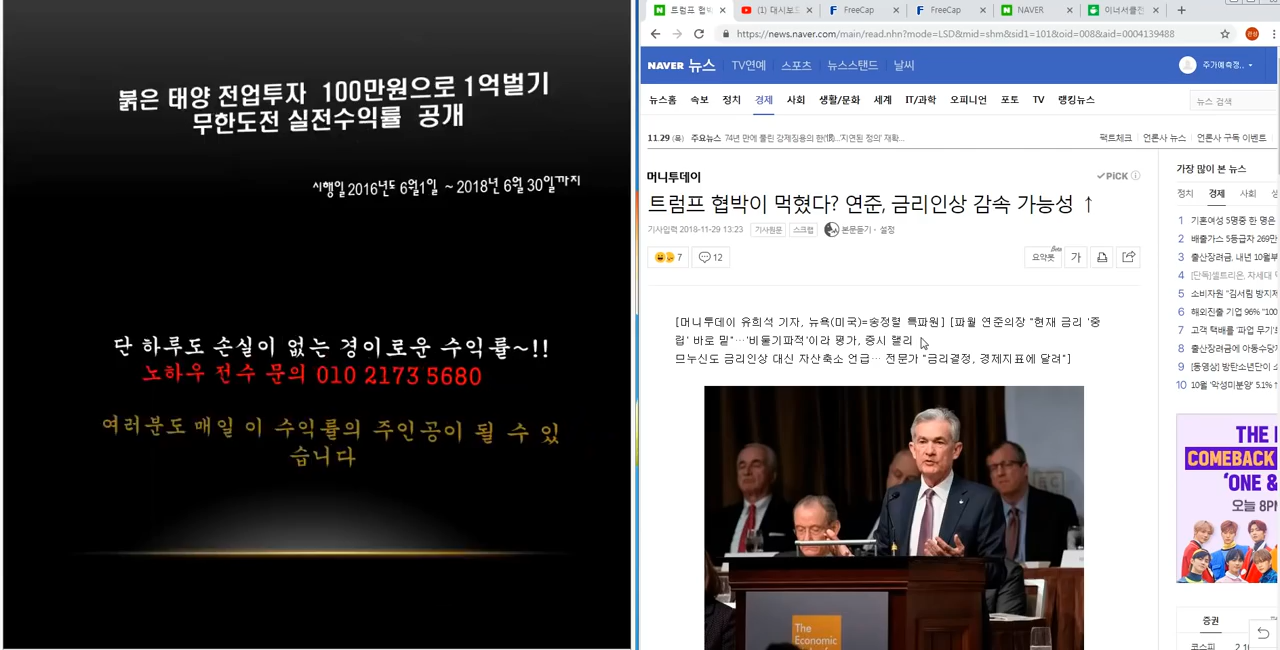 붉은 태양 전업투자 100만원으로 1억벌기
무한도전 실전수익률 공개
시행일 2016년도 6월1일 ~ 2018년 6월 30일까지
단 하루도 손실이 없는 경이로운 수익률~!!
노하우 전수 문의 010 2173 5680
여러분도 매일 이 수익률의 주인공이 될 수 있
습니다
트럼프 협박
(1) 대시보드
FreeCap
FreeCap
NAVER
이너서클전
https://news.naver.com/main/read.nhn?mode=LSD&mid=shm&sid1=101&oid=008&aid=0004139488
NAVER 뉴스 TV연예 스포츠 뉴스스탠드 날씨
주가예측정..
뉴스홈 속보 정치 경제 사회 생활/문화 세계 IT/과학 오피니언 포토 TV 랭킹뉴스
뉴스 검색
11.29 (목) 주요뉴스 74년 만에 풀린 강제징용의 한(恨)…'지연된 정의' 재확...
팩트체크 언론사 뉴스 언론사 구독 이벤트
머니투데이
PiCK
트럼프 협박이 먹혔다? 연준, 금리인상 감속 가능성 ↑
기사입력 2018-11-29 13:23 기사원문 스크랩 본문듣기 · 설정
7
12
요약봇 Beta
가
[머니투데이 유희석 기자, 뉴욕(미국)=송정렬 특파원] [파월 연준의장 "현재 금리 '중
립' 바로 밑"…'비둘기파적'이라 평가, 증시 랠리
므누신도 금리인상 대신 자산축소 언급… 전문가 "금리결정, 경제지표에 달려"]
The
Economic
가장 많이 본 뉴스
정치 경제 사회
1 기혼여성 5명중 한 명은
2 배출가스 5등급차 269만
3 출산장려금, 내년 10월부
4 [단독]셀트리온, 차세대
5 소비자원 "김서림 방지제
6 해외진출 기업 96% "100
7 고객 택배를 '파업 무기'로
8 출산장려금에 아동수당
9 [동영상] 방탄소년단이 소
10 10월 '악성미분양' 5.1% ↑
THE
COMEBACK
'ONE &
오늘 8PM
증권
코스피